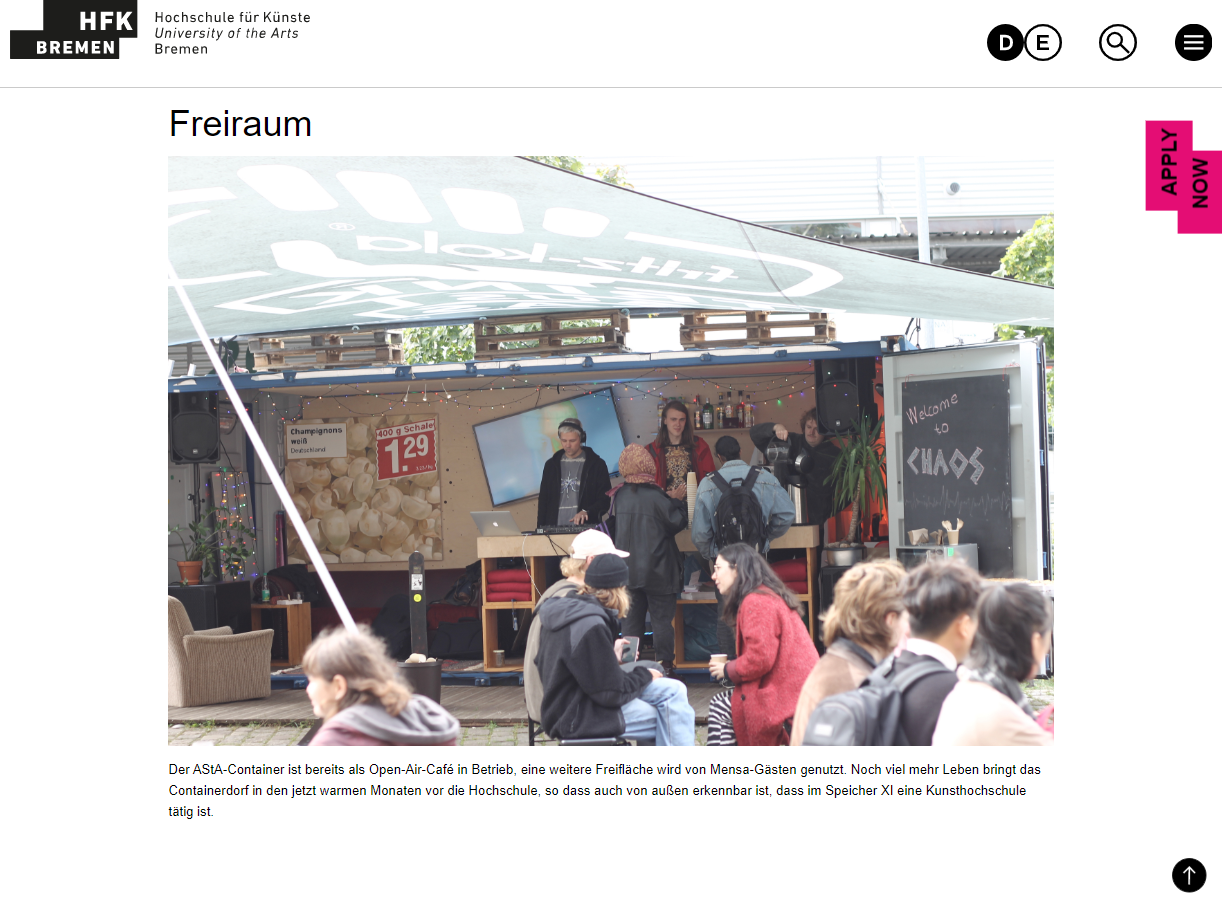 HFK
BREMEN
Hochschule für Künste
University of the Arts
Bremen
D
E
APPLY
NOW
Freiraum
fritz-kola
Champignons
weiß
Deutschland
400 g Schale
1.29
Welcome
to
CHAOS
Der AStA-Container ist bereits als Open-Air-Café in Betrieb, eine weitere Freifläche wird von Mensa-Gästen genutzt. Noch viel mehr Leben bringt das
Containerdorf in den jetzt warmen Monaten vor die Hochschule, so dass auch von außen erkennbar ist, dass im Speicher XI eine Kunsthochschule
tätig ist.